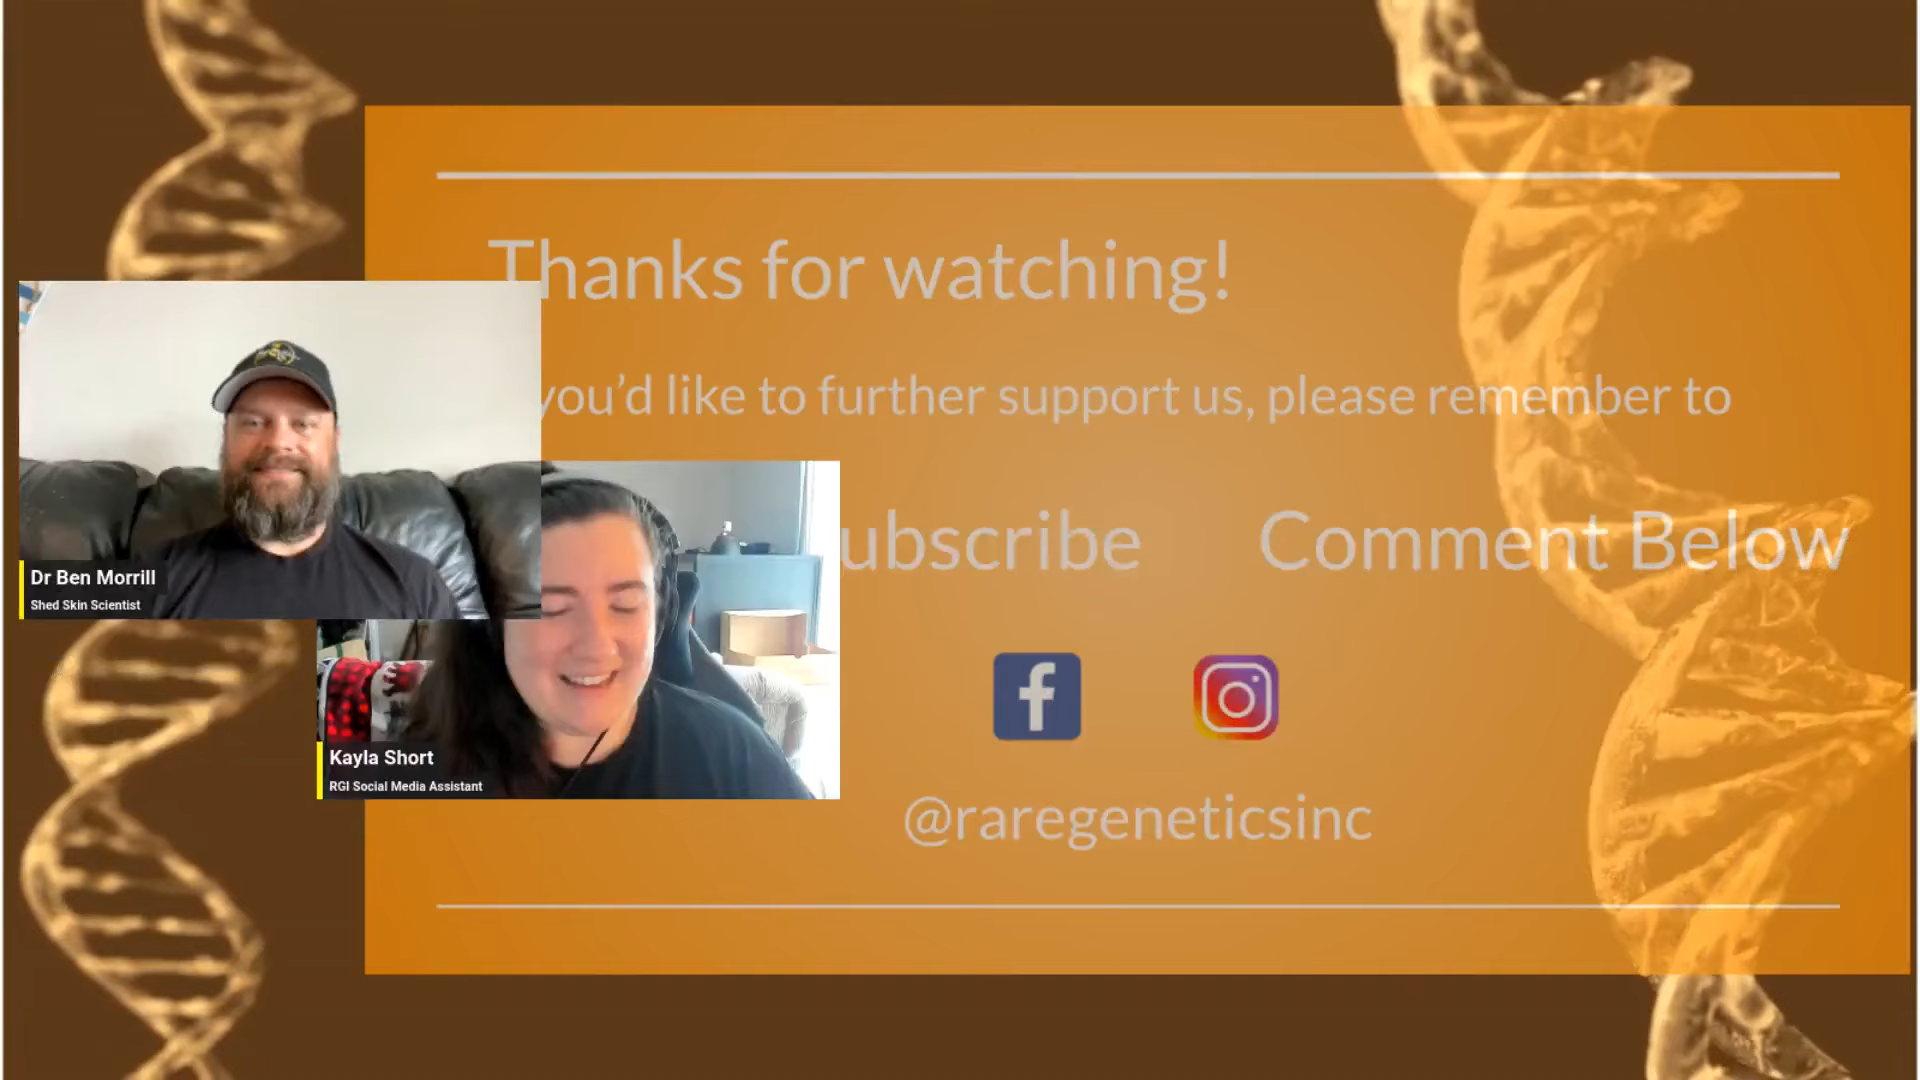 Thanks for watching!
you'd like to further support us, please remember to
ubscribe
Comment Below
Dr Ben Morrill
Shed Skin Scientist
Kayla Short
RGI Social Media Assistant
@raregeneticsinc